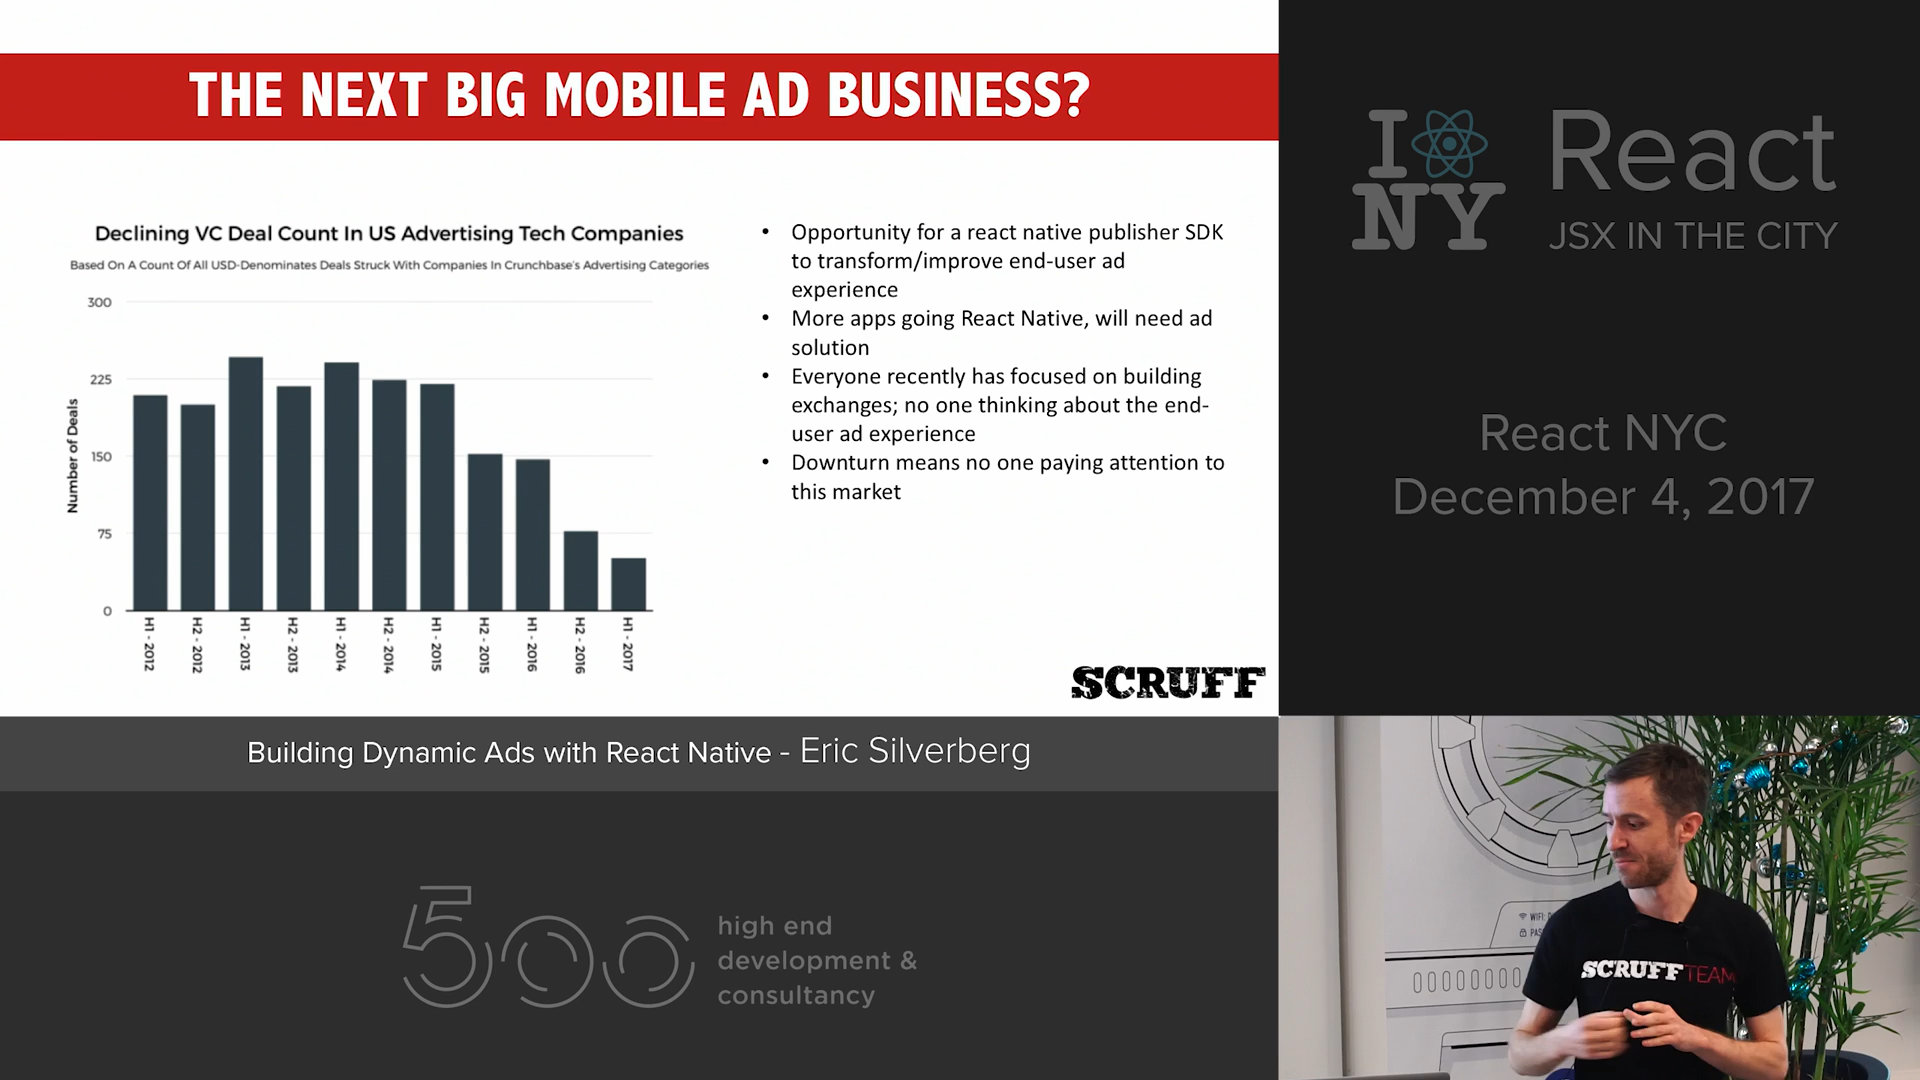 THE NEXT BIG MOBILE AD BUSINESS?
Declining VC Deal Count In US Advertising Tech Companies
Based On A Count Of All USD-Denominates Deals Struck With Companies In Crunchbase's Advertising Categories
Number of Deals
300
225
150
75
0
H1 - 2012
H2 - 2012
H1 - 2013
H2 - 2013
H1 - 2014
H2 - 2014
H1 - 2015
H2 - 2015
H1 - 2016
H2 - 2016
H1 - 2017
• Opportunity for a react native publisher SDK
to transform/improve end-user ad
experience
• More apps going React Native, will need ad
solution
• Everyone recently has focused on building
exchanges; no one thinking about the end-
user ad experience
• Downturn means no one paying attention to
this market
SCRUFF
I
NY
React
JSX IN THE CITY
React NYC
December 4, 2017
Building Dynamic Ads with React Native - Eric Silverberg
500
high end
development &
consultancy
WIFI:
SCRUFF TEAM